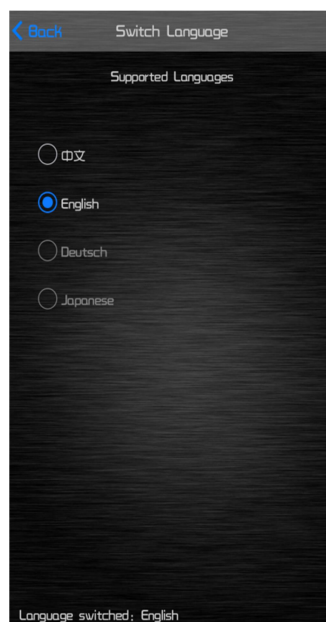 Back Switch Language
Supported Languages
中文
English
Deutsch
Japanese
Language switched: English